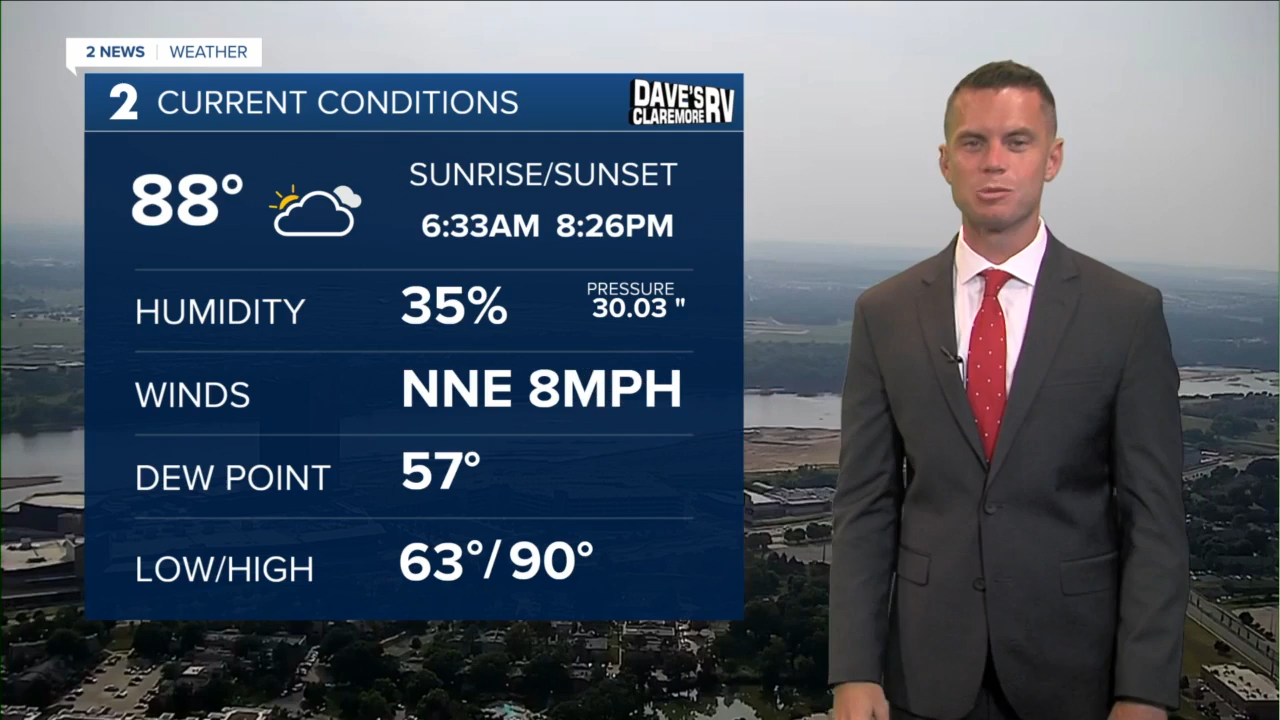 2 NEWS | WEATHER
2 CURRENT CONDITIONS
DAVE'S
CLAREMORE RV
88°
SUNRISE/SUNSET
6:33AM 8:26PM
HUMIDITY 35%
PRESSURE
30.03 "
WINDS NNE 8MPH
DEW POINT 57°
LOW/HIGH 63°/90°